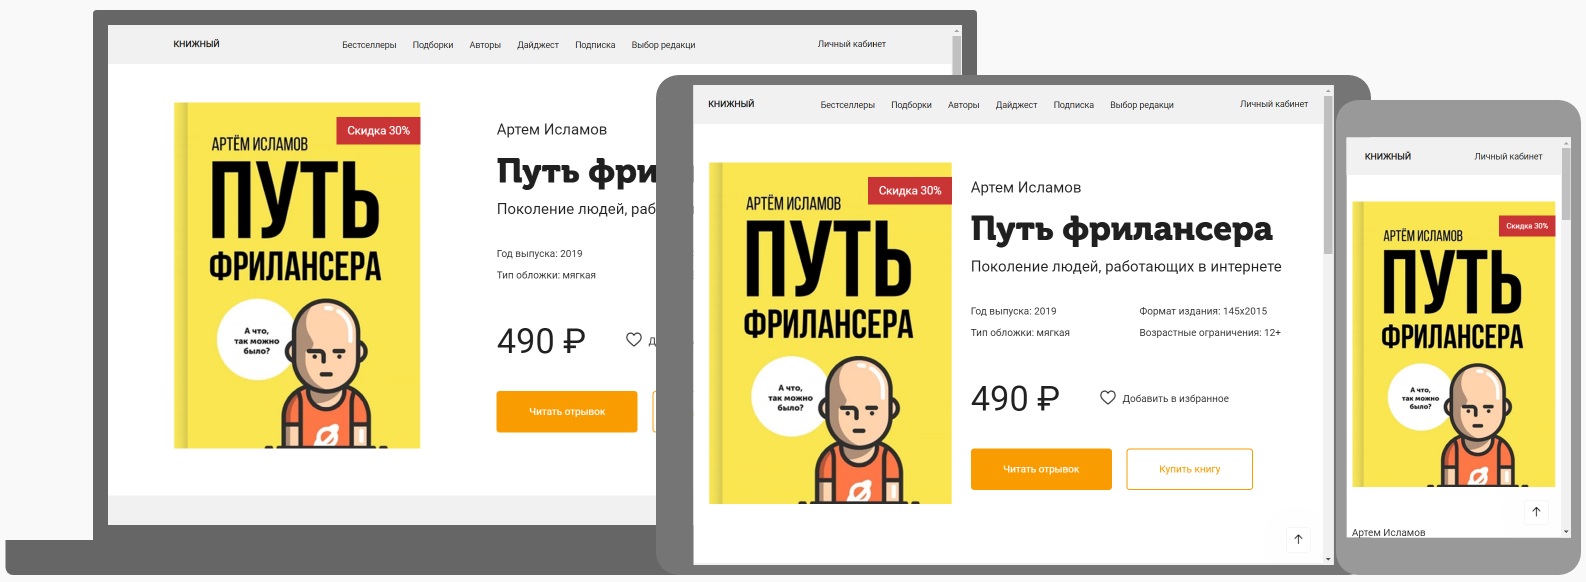 КНИЖНЫЙ
Бестселлеры Подборки Авторы Дайджест Подписка Выбор редакци
Личный кабинет
Скидка 30%
АРТЁМ ИСЛАМОВ
ПУТЬ
ФРИЛАНСЕРА
А что,
так можно
было?
Артем Исламов
Путь фри
Поколение людей, раб
Год выпуска: 2019
Тип обложки: мягкая
490 ₽
Д
Читать отрывок
КНИЖНЫЙ
Бестселлеры Подборки Авторы Дайджест Подписка Выбор редакци
Личный кабинет
Скидка 30%
АРТЁМ ИСЛАМОВ
ПУТЬ
ФРИЛАНСЕРА
А что,
так можно
было?
Артем Исламов
Путь фрилансера
Поколение людей, работающих в интернете
Год выпуска: 2019 Формат издания: 145x2015
Тип обложки: мягкая Возрастные ограничения: 12+
490 ₽ Добавить в избранное
Читать отрывок Купить книгу
КНИЖНЫЙ
Личный кабинет
Скидка 30%
АРТЁМ ИСЛАМОВ
ПУТЬ
ФРИЛАНСЕРА
А что,
так можно
было?
Артем Исламов